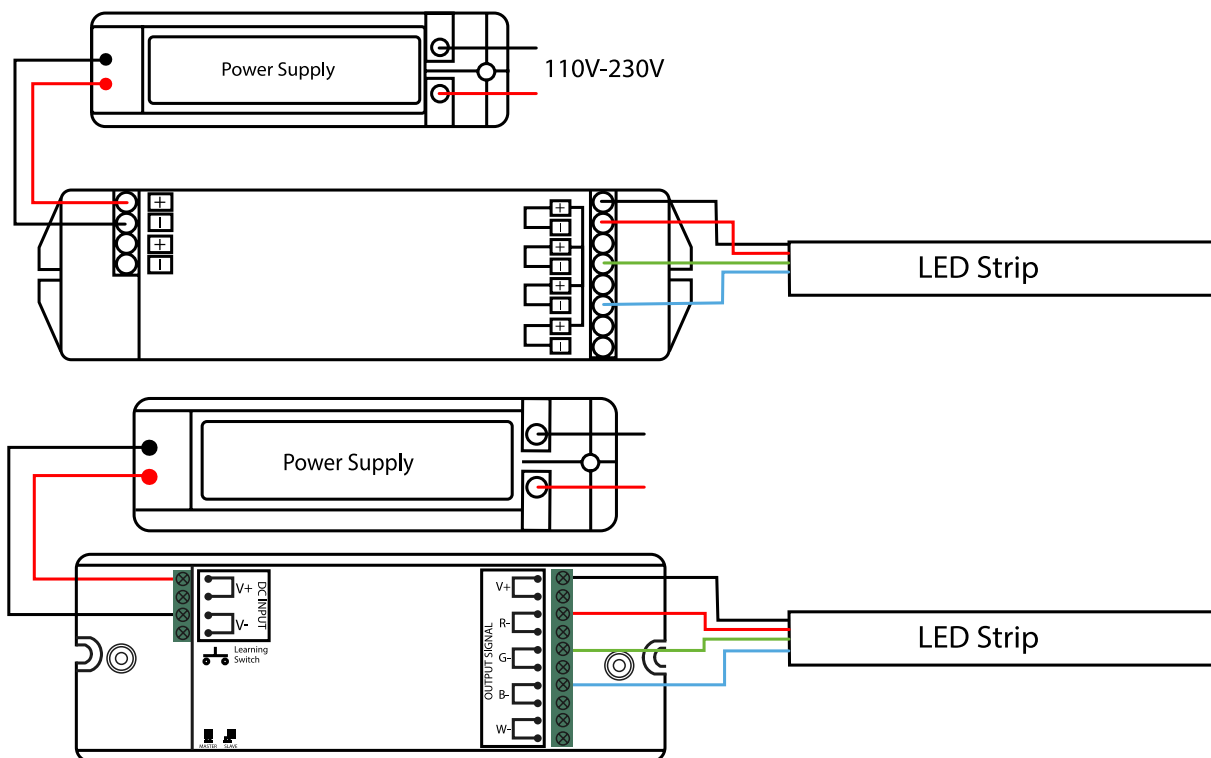 Power Supply
110V-230V
+
-
+
-
+
-
+
-
+
-
+
-
LED Strip
Power Supply
V+
V-
DC INPUT
Learning
Switch
MASTER SLAVE
OUTPUT SIGNAL
V+
R-
G-
B-
W-
LED Strip